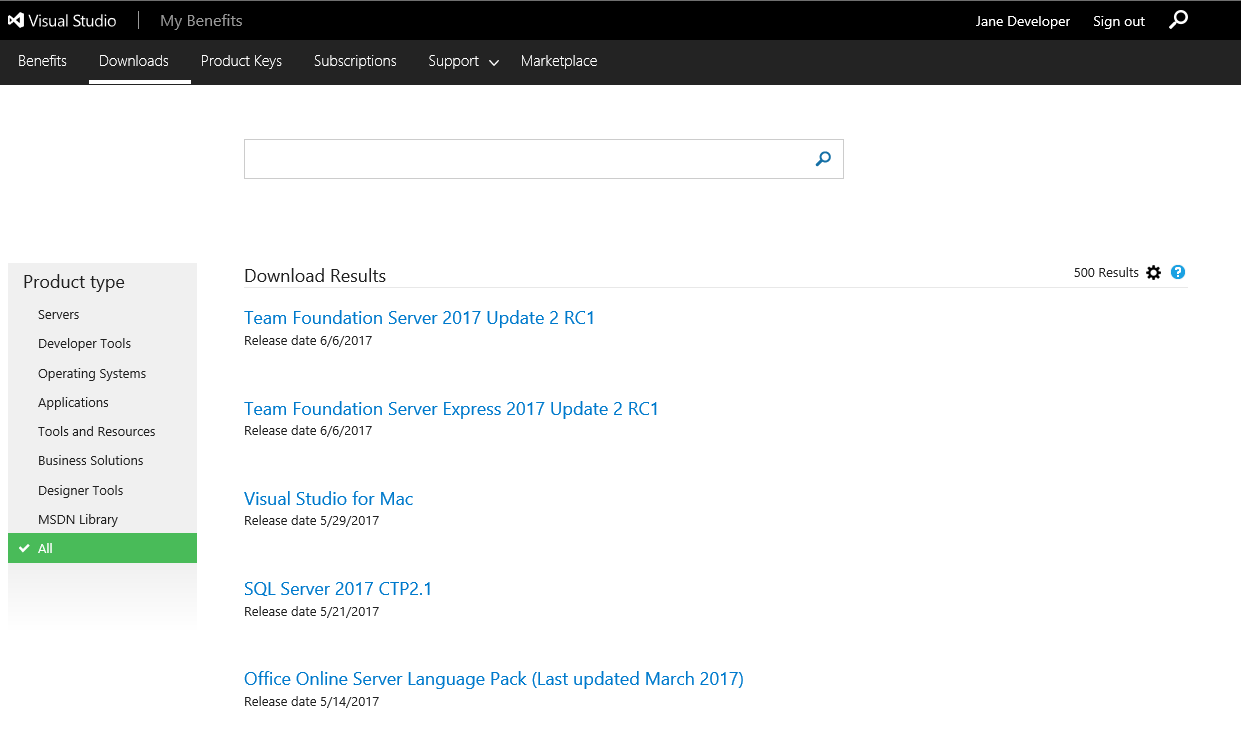 Visual Studio | My Benefits Jane Developer Sign out
Benefits Downloads Product Keys Subscriptions Support Marketplace
Product type
Servers
Developer Tools
Operating Systems
Applications
Tools and Resources
Business Solutions
Designer Tools
MSDN Library
All
Download Results 500 Results ?
Team Foundation Server 2017 Update 2 RC1
Release date 6/6/2017
Team Foundation Server Express 2017 Update 2 RC1
Release date 6/6/2017
Visual Studio for Mac
Release date 5/29/2017
SQL Server 2017 CTP2.1
Release date 5/21/2017
Office Online Server Language Pack (Last updated March 2017)
Release date 5/14/2017